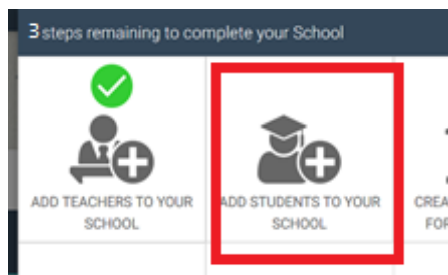 3 steps remaining to complete your School
ADD TEACHERS TO YOUR
SCHOOL
ADD STUDENTS TO YOUR
SCHOOL